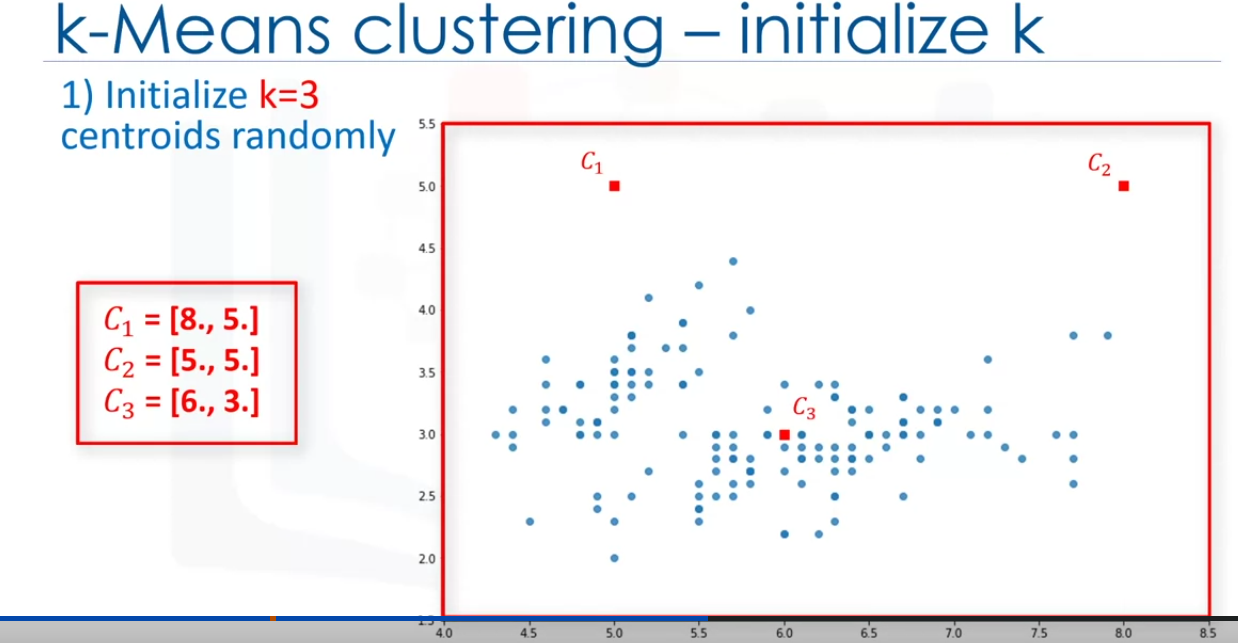 k-Means clustering – initialize k
1) Initialize k=3
centroids randomly
C₁ = [8., 5.]
C₂ = [5., 5.]
C₃ = [6., 3.]
5.5
5.0
4.5
4.0
3.5
3.0
2.5
2.0
C₁
C₂
C₃
4.0 4.5 5.0 5.5 6.0 6.5 7.0 7.5 8.0 8.5